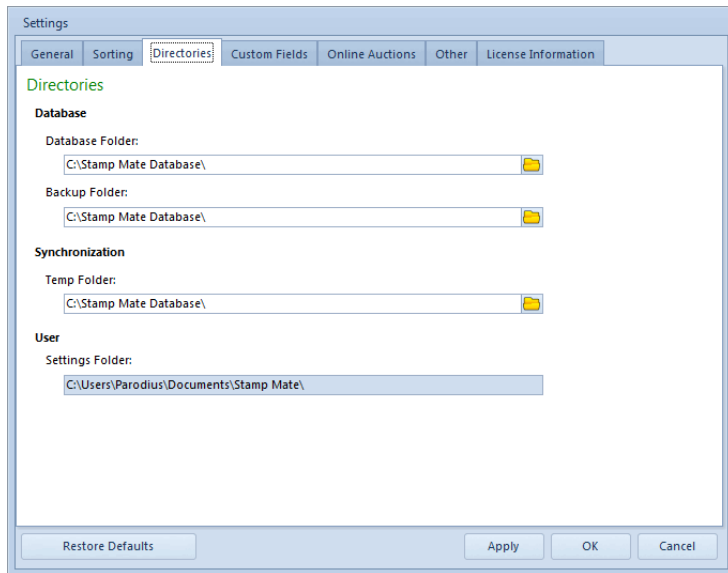 Settings
General Sorting Directories Custom Fields Online Auctions Other License Information
Directories
Database
Database Folder:
C:\Stamp Mate Database\
Backup Folder:
C:\Stamp Mate Database\
Synchronization
Temp Folder:
C:\Stamp Mate Database\
User
Settings Folder:
C:\Users\Parodius\Documents\Stamp Mate\
Restore Defaults Apply OK Cancel